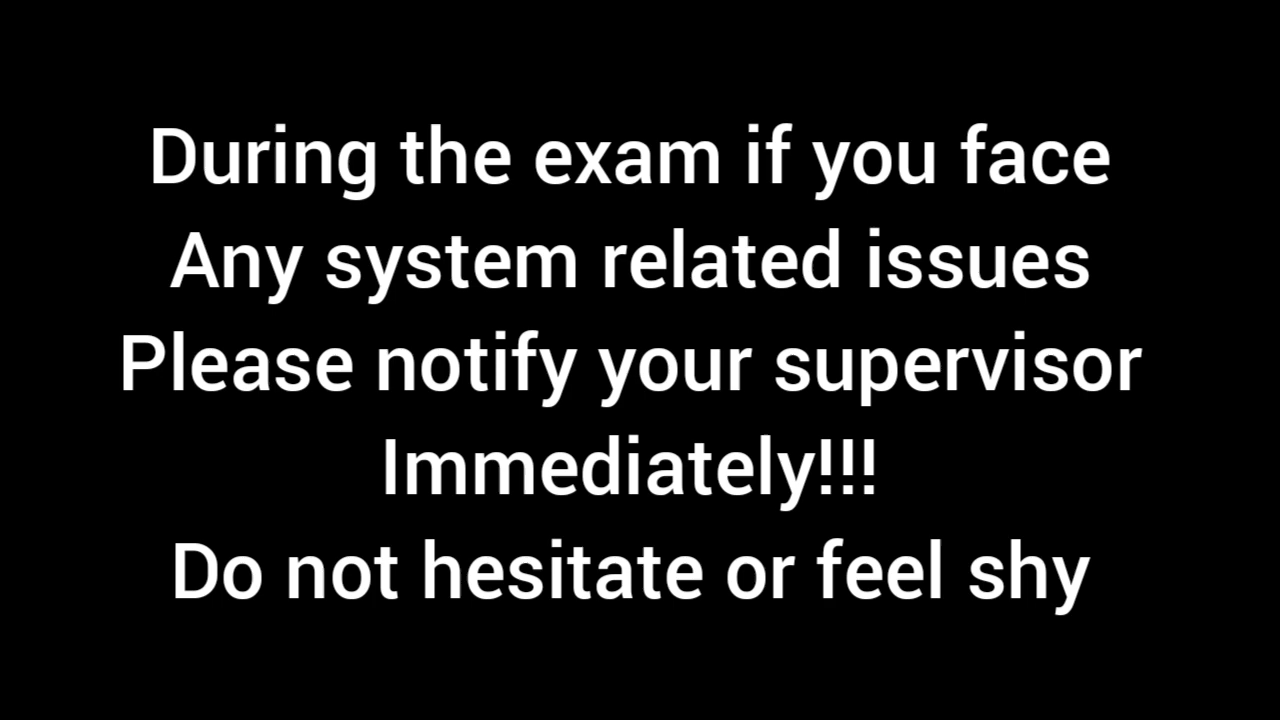 During the exam if you face
Any system related issues
Please notify your supervisor
Immediately!!!
Do not hesitate or feel shy